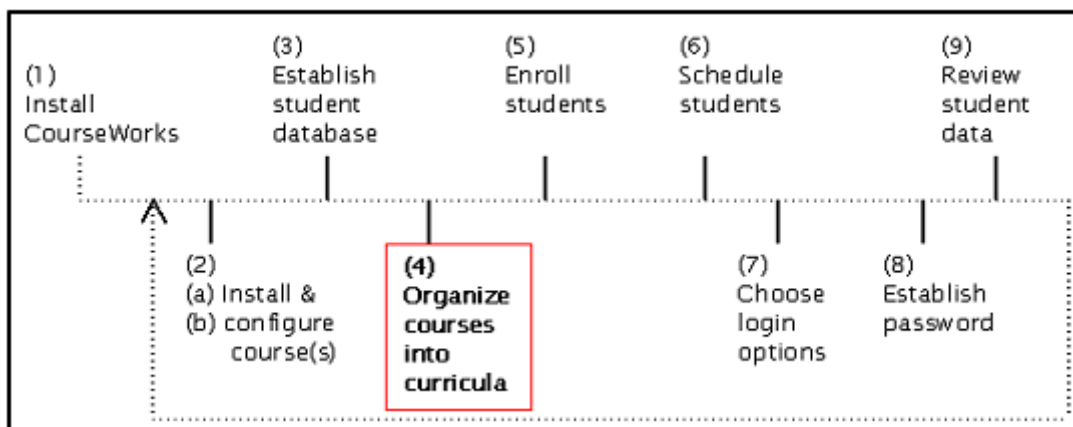 (1)
Install
CourseWorks
(2)
(a) Install &
(b) configure
course(s)
(3)
Establish
student
database
(4)
Organize
courses
into
curricula
(5)
Enroll
students
(6)
Schedule
students
(7)
Choose
login
options
(8)
Establish
password
(9)
Review
student
data